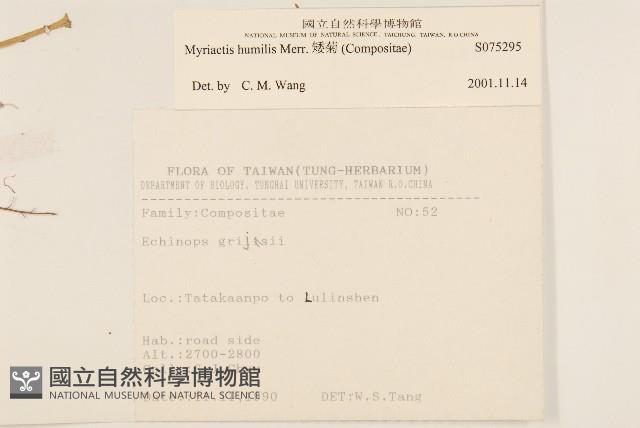 國立自然科學博物館
NATIONAL MUSEUM OF NATURAL SCIENCE, TAICHUNG, TAIWAN, R.O.CHINA
Myriactis humilis Merr. 矮菊 (Compositae) S075295
Det. by C. M. Wang 2001.11.14
FLORA OF TAIWAN(TUNG-HERBARIUM)
DEPARTMENT OF BIOLOGY, TUNGHAI UNIVERSITY, TAIWAN R.O.CHINA
Family:Compositae NO:52
Echinops grijsii
Loc.:Tatakaanpo to Lulinshen
Hab.:road side
Alt.:2700-2800
國立自然科學博物館
NATIONAL MUSEUM OF NATURAL SCIENCE
DET:W.S.Tang